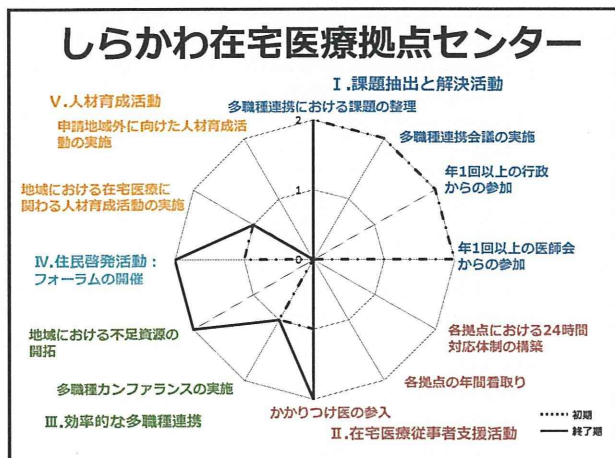 しらかわ在宅医療拠点センター
Ⅰ.課題抽出と解決活動
多職種連携における課題の整理
多職種連携会議の実施
年1回以上の行政
からの参加
年1回以上の医師会
からの参加
各拠点における24時間
対応体制の構築
各拠点の年間看取り
かかりつけ医の参入
Ⅱ.在宅医療従事者支援活動
多職種カンファランスの実施
Ⅲ.効率的な多職種連携
地域における不足資源の
開拓
Ⅳ.住民啓発活動：
フォーラムの開催
地域における在宅医療に
関わる人材育成活動の実施
申請地域外に向けた人材育成活
動の実施
Ⅴ.人材育成活動
2
1
0
初期
終了期